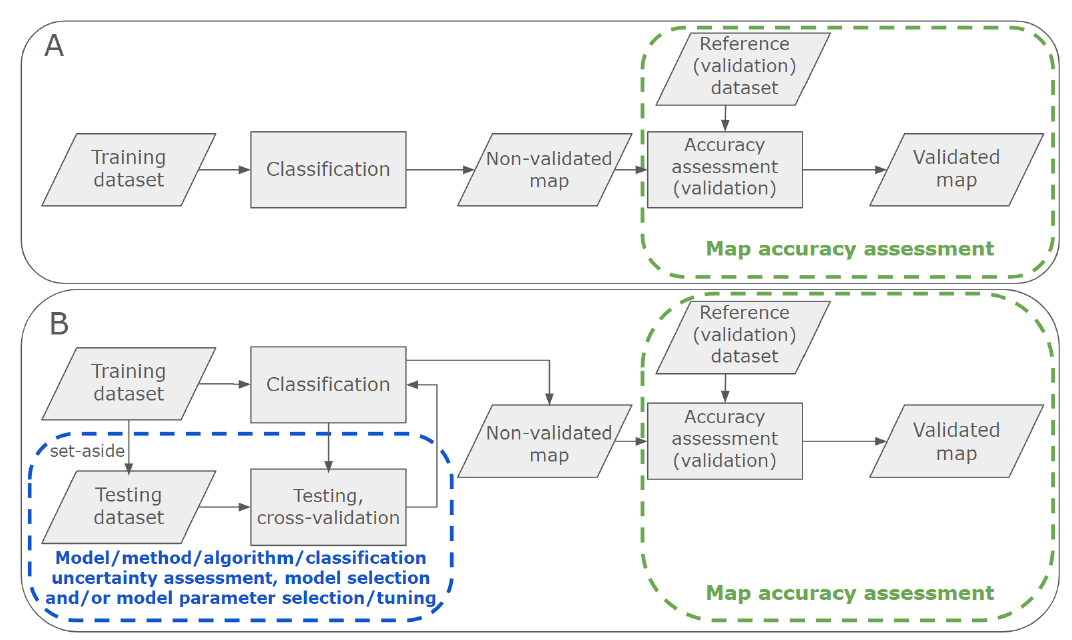 A
Training
dataset
Classification
Non-validated
map
Reference
(validation)
dataset
Accuracy
assessment
(validation)
Validated
map
Map accuracy assessment
B
Training
dataset
Classification
set-aside
Testing
dataset
Testing,
cross-validation
Model/method/algorithm/classification
uncertainty assessment, model selection
and/or model parameter selection/tuning
Non-validated
map
Reference
(validation)
dataset
Accuracy
assessment
(validation)
Validated
map
Map accuracy assessment